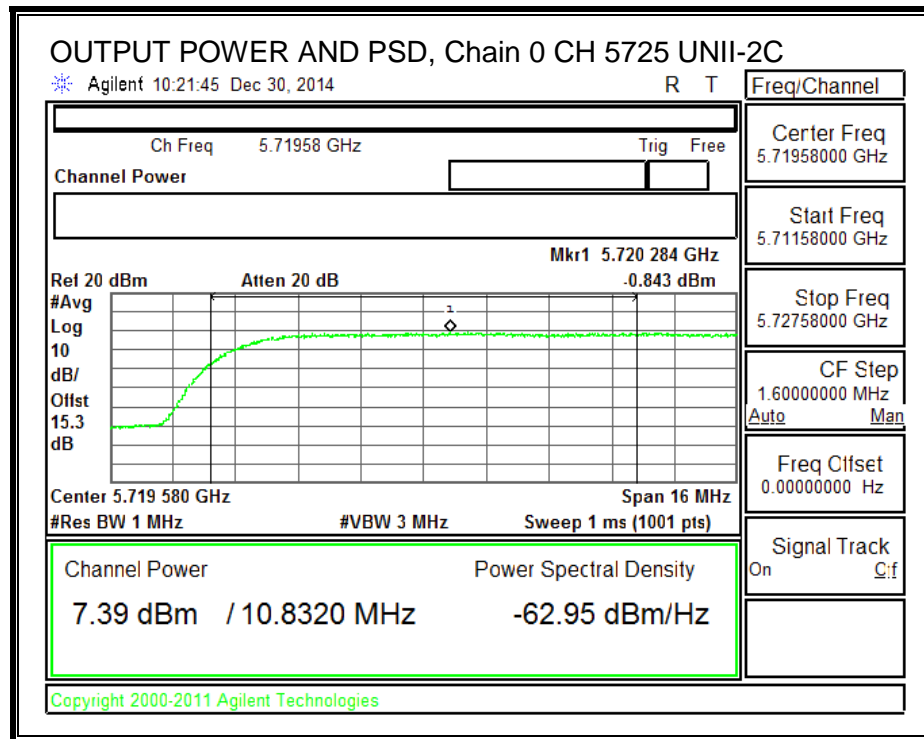 OUTPUT POWER AND PSD, Chain 0 CH 5725 UNII-2C
Agilent 10:21:45 Dec 30, 2014 R T
Freq/Channel
Ch Freq 5.71958 GHz Trig Free
Channel Power
Mkr1 5.720 284 GHz
Ref 20 dBm Atten 20 dB -0.843 dBm
#Avg
Log
10
dB/
Offst
15.3
dB
1
Center 5.719 580 GHz Span 16 MHz
#Res BW 1 MHz #VBW 3 MHz Sweep 1 ms (1001 pts)
Channel Power Power Spectral Density
7.39 dBm / 10.8320 MHz -62.95 dBm/Hz
Copyright 2000-2011 Agilent Technologies
Center Freq
5.71958000 GHz
Start Freq
5.71158000 GHz
Stop Freq
5.72758000 GHz
CF Step
1.60000000 MHz
Auto Man
Freq Offset
0.00000000 Hz
Signal Track
On Off